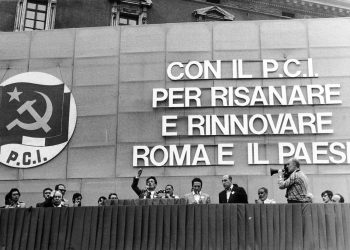 CON IL P.C.I.
PER RISANARE
E RINNOVARE
ROMA E IL PAESE
P.C.I.